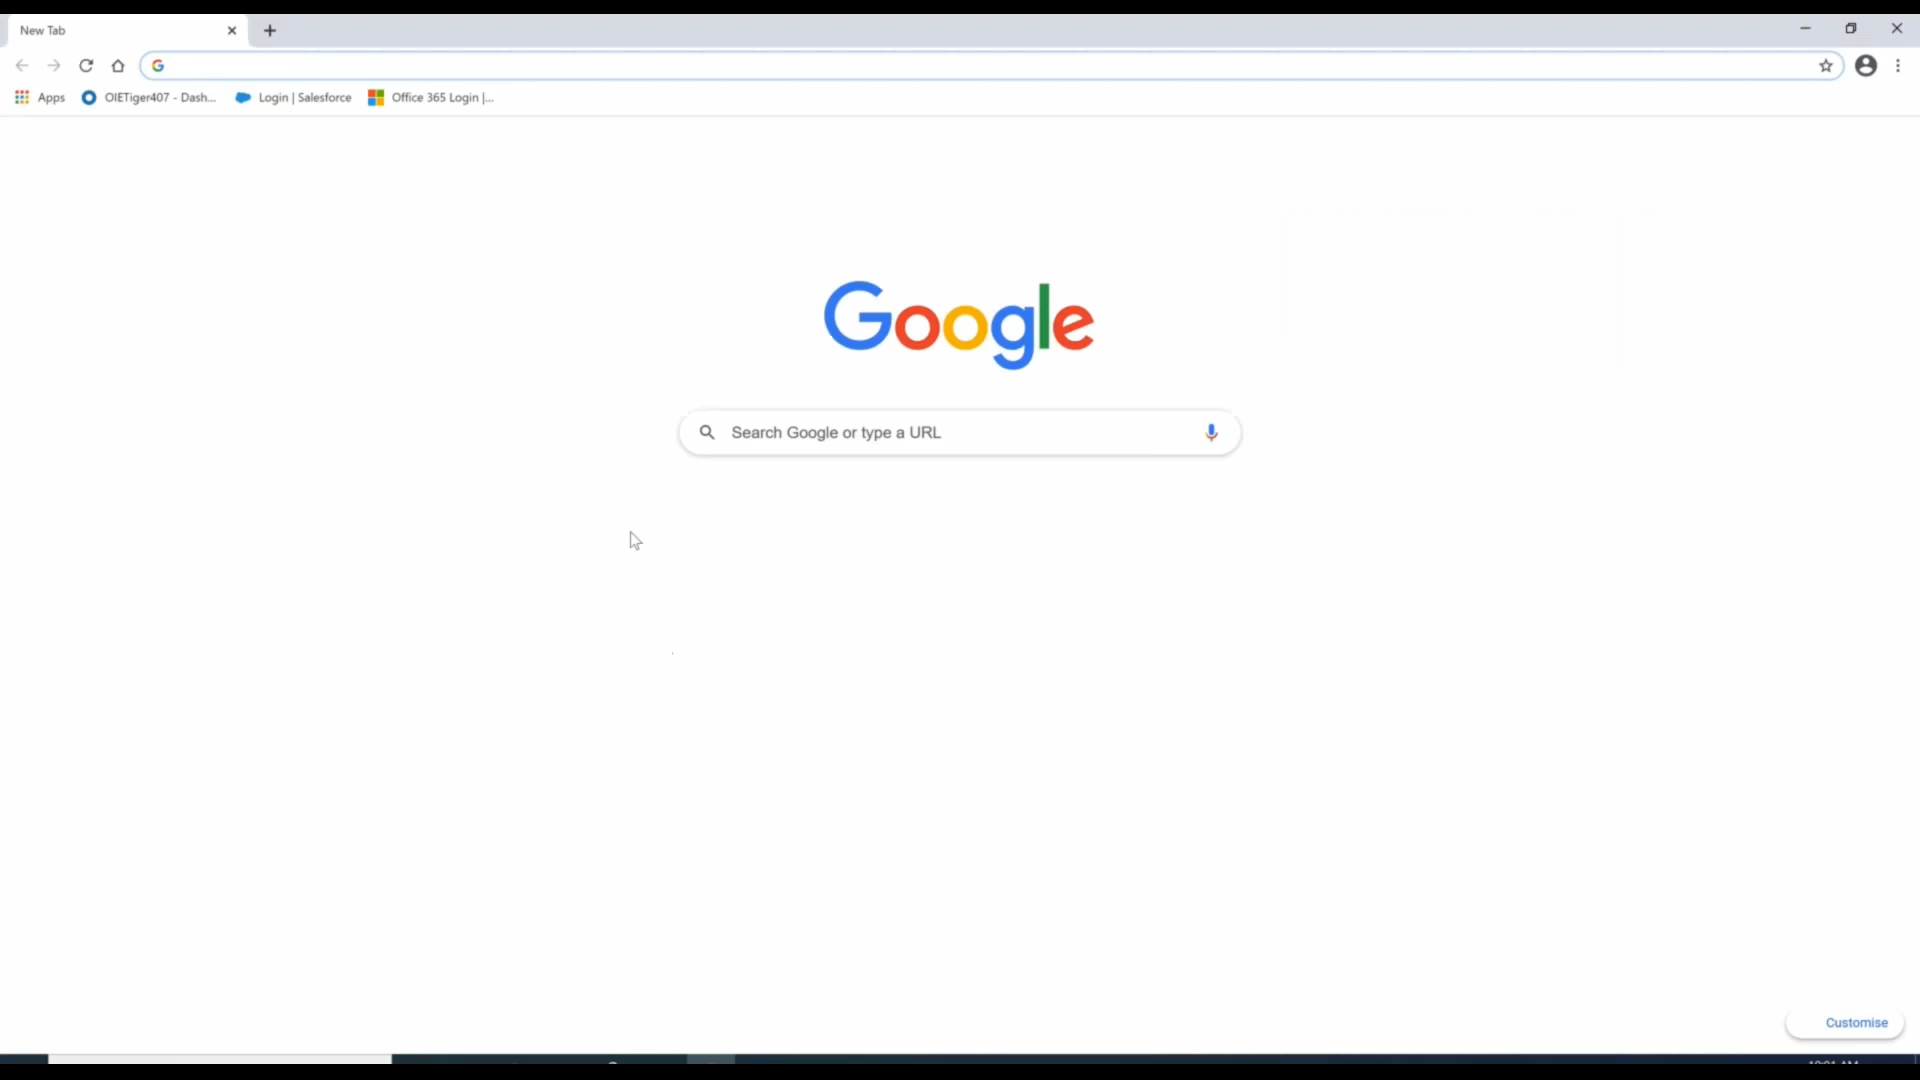 New Tab
Apps OIETiger407 - Dash... Login | Salesforce Office 365 Login |...
Google
Search Google or type a URL
Customise